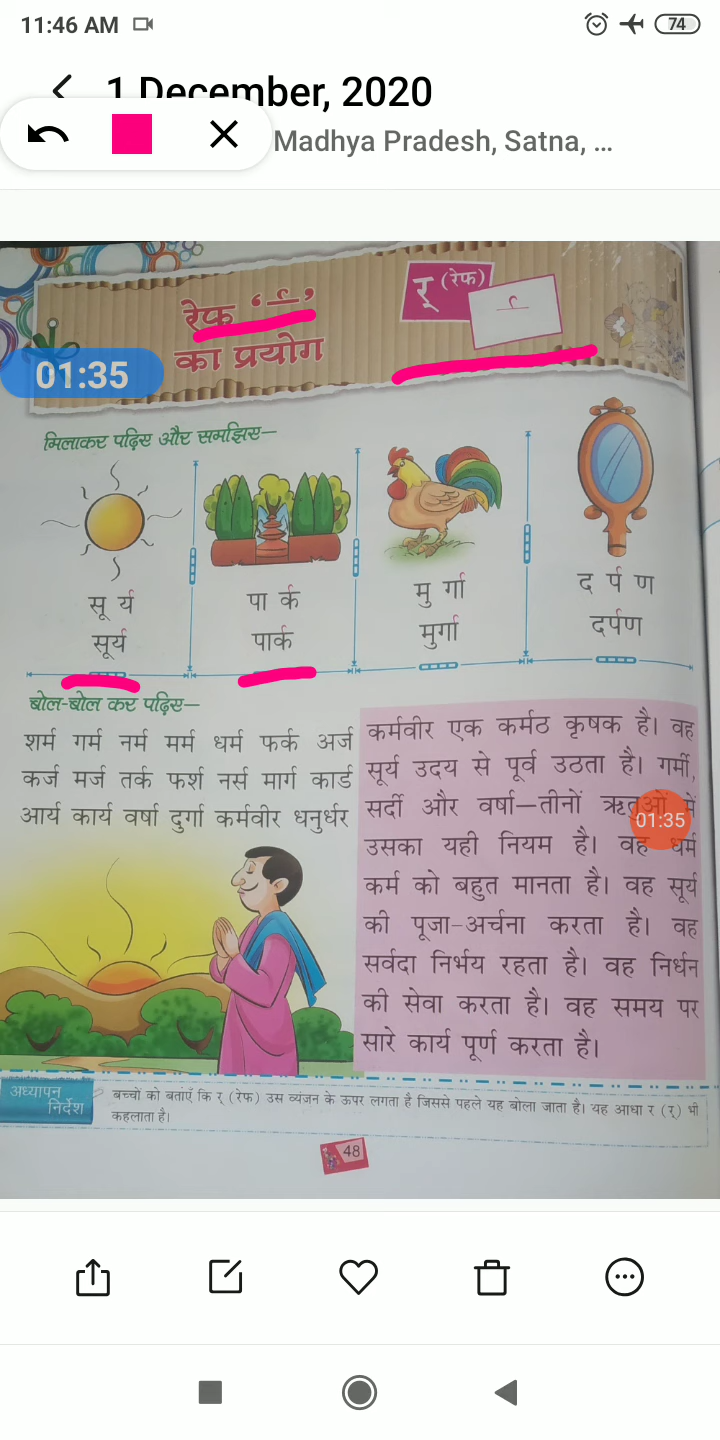 11:46 AM
74
1 December, 2020
Madhya Pradesh, Satna, ...
रेफ ‘र्’
का प्रयोग
र् (रेफ)
01:35
मिलाकर पढ़िए और समझिए—
सू र्य
पा र्क
मु र्गा
द र्प ण
सूर्य
पार्क
मुर्गा
दर्पण
बोल-बोल कर पढ़िए—
शर्म गर्म नर्म मर्म धर्म फर्क अर्ज
कर्ज मर्ज तर्क फर्श नर्स मार्ग कार्ड
आर्य कार्य वर्षा दुर्गा कर्मवीर धनुर्धर
कर्मवीर एक कर्मठ कृषक है। वह
सूर्य उदय से पूर्व उठता है। गर्मी,
सर्दी और वर्षा—तीनों में
01:35
उसका यही नियम है। वह धर्म
कर्म को बहुत मानता है। वह सूर्य
की पूजा-अर्चना करता है। वह
सर्वदा निर्भय रहता है। वह निर्धन
की सेवा करता है। वह समय पर
सारे कार्य पूर्ण करता है।
अध्यापन
निर्देश
बच्चों को बताएँ कि र् (रेफ) उस व्यंजन के ऊपर लगता है जिससे पहले यह बोला जाता है। यह आधा र (र्) भी
कहलाता है।
48